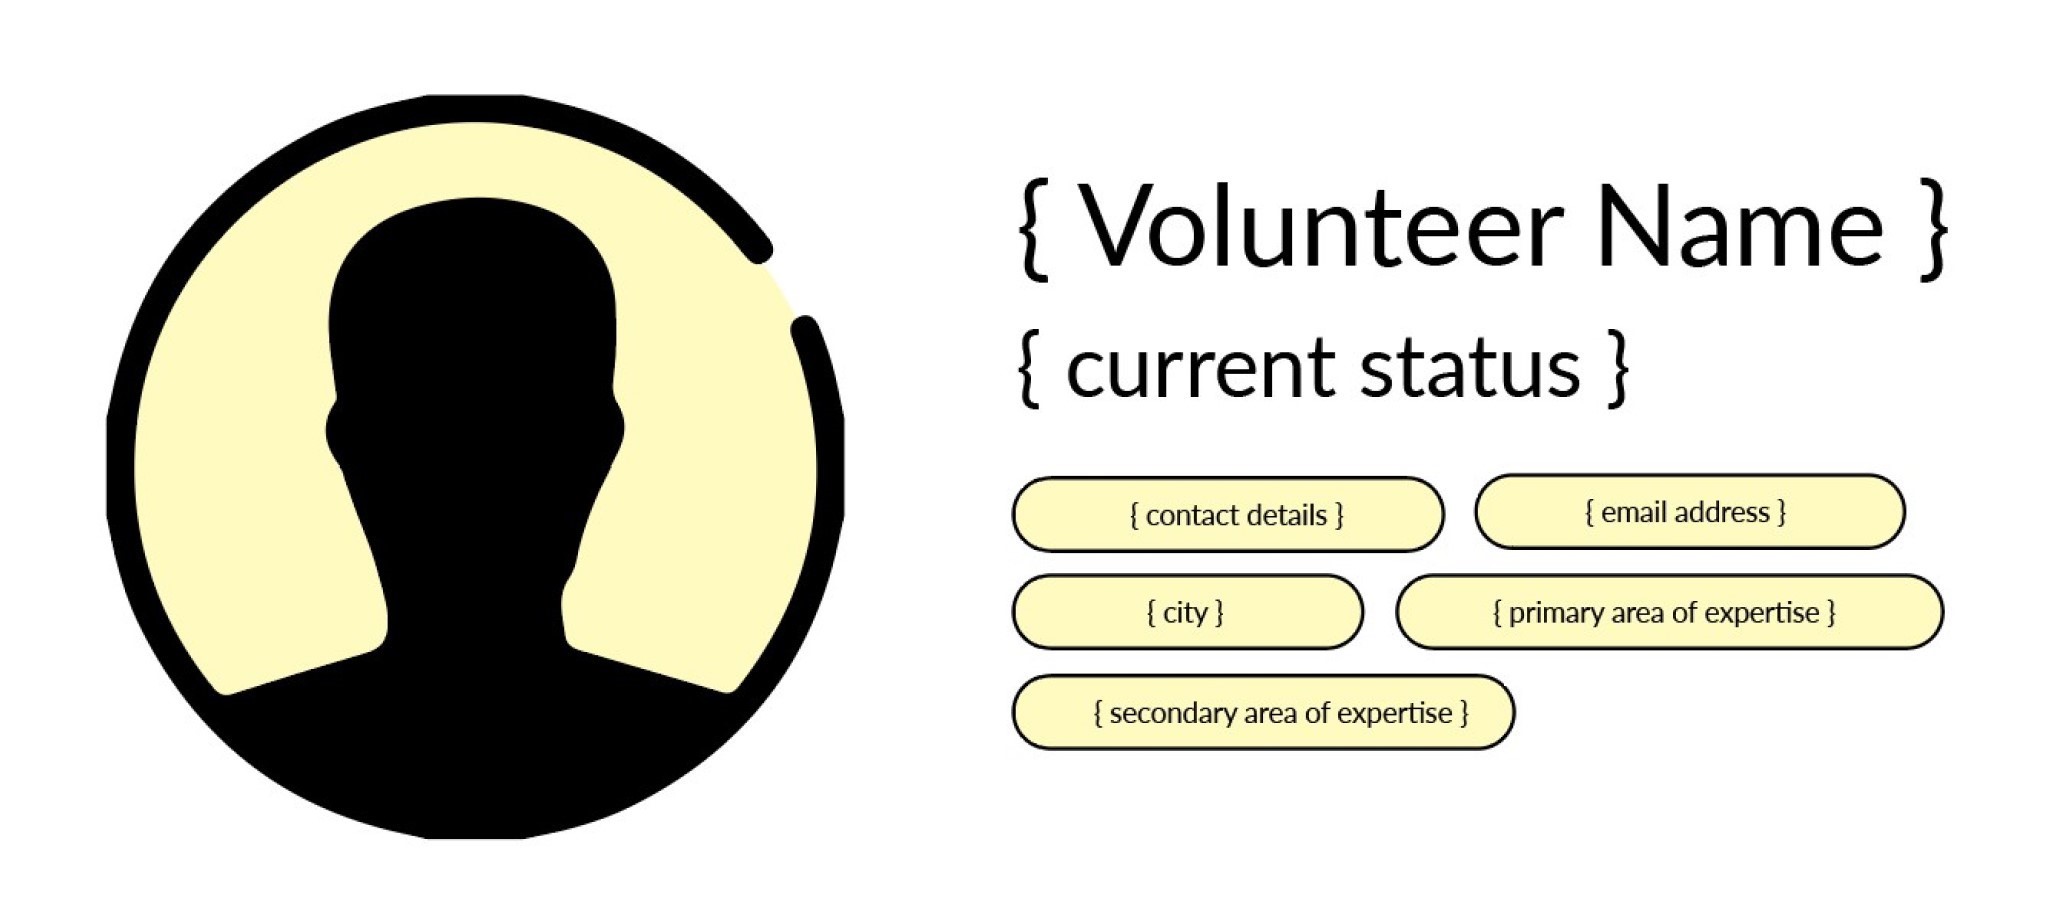 { Volunteer Name }
{ current status }
{ contact details }
{ email address }
{ city }
{ primary area of expertise }
{ secondary area of expertise }